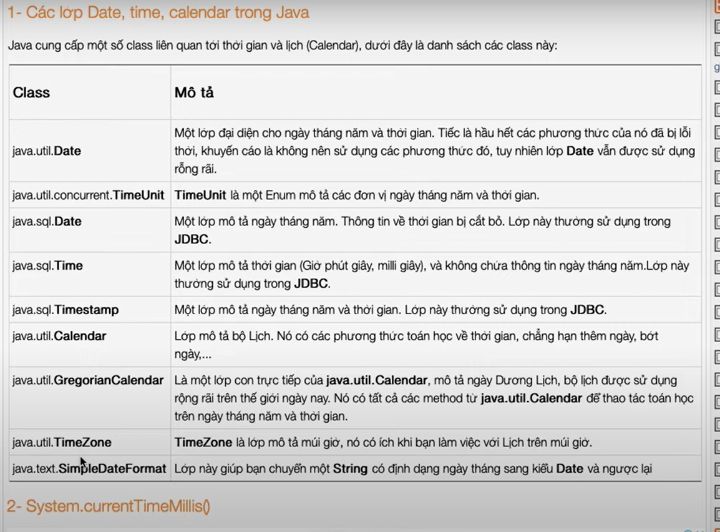 1- Các lớp Date, time, calendar trong Java
Java cung cấp một số class liên quan tới thời gian và lịch (Calendar), dưới đây là danh sách các class này:
Class Mô tả
java.util.Date
Một lớp đại diện cho ngày tháng năm và thời gian. Tiếc là hầu hết các phương thức của nó đã bị lỗi
thời, khuyến cáo là không nên sử dụng các phương thức đó, tuy nhiên lớp Date vẫn được sử dụng
rỗng rãi.
java.util.concurrent.TimeUnit TimeUnit là một Enum mô tả các đơn vị ngày tháng năm và thời gian.
java.sql.Date
Một lớp mô tả ngày tháng năm. Thông tin về thời gian bị cắt bỏ. Lớp này thường sử dụng trong
JDBC.
java.sql.Time
Một lớp mô tả thời gian (Giờ phút giây, milli giây), và không chứa thông tin ngày tháng năm.Lớp này
thường sử dụng trong JDBC.
java.sql.Timestamp Một lớp mô tả ngày tháng năm và thời gian. Lớp này thường sử dụng trong JDBC.
java.util.Calendar
Lớp mô tả bộ Lịch. Nó có các phương thức toán học về thời gian, chẳng hạn thêm ngày, bớt
ngày,...
java.util.GregorianCalendar
Là một lớp con trực tiếp của java.util.Calendar, mô tả ngày Dương Lịch, bộ lịch được sử dụng
rộng rãi trên thế giới ngày nay. Nó có tất cả các method từ java.util.Calendar để thao tác toán học
trên ngày tháng năm và thời gian.
java.util.TimeZone TimeZone là lớp mô tả múi giờ, nó có ích khi bạn làm việc với Lịch trên múi giờ.
java.text.SimpleDateFormat Lớp này giúp bạn chuyển một String có định dạng ngày tháng sang kiểu Date và ngược lại
2- System.currentTimeMillis()